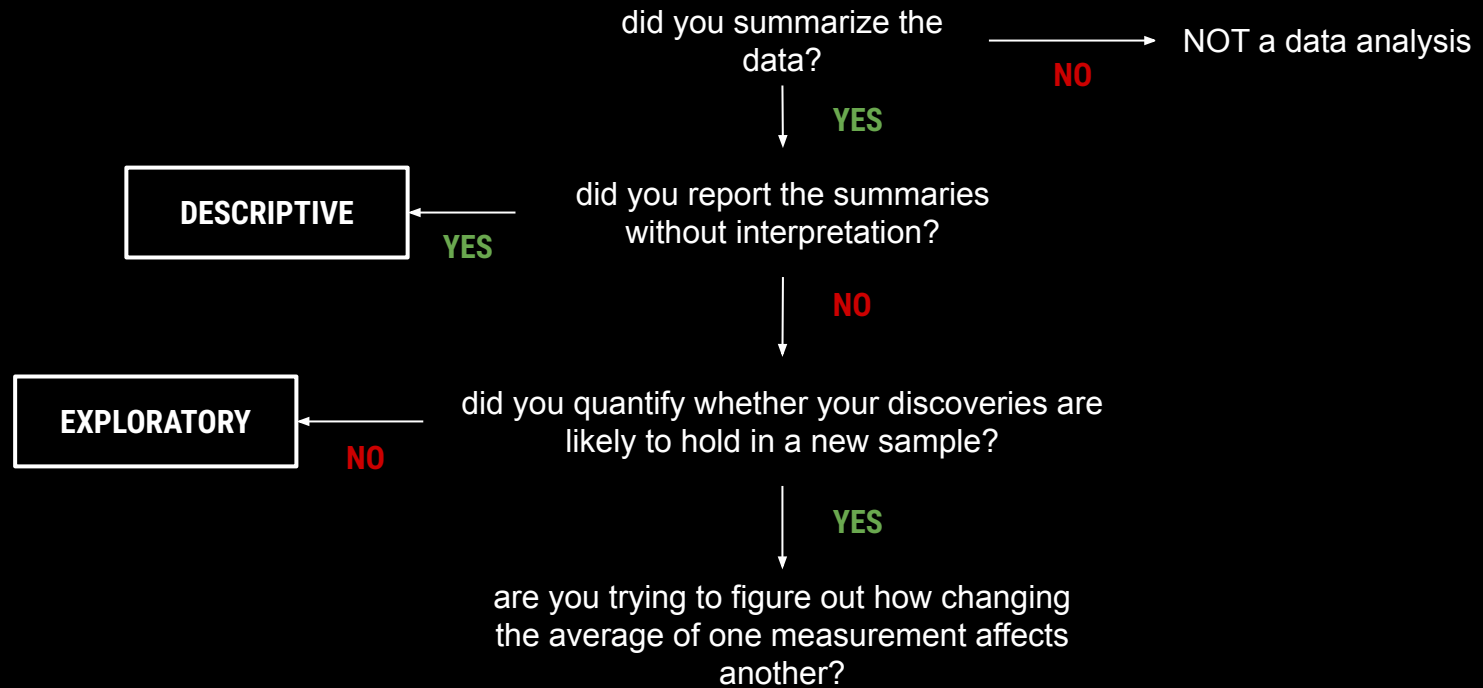 did you summarize the
data?
NOT a data analysis
NO
YES
DESCRIPTIVE
did you report the summaries
without interpretation?
YES
NO
EXPLORATORY
did you quantify whether your discoveries are
likely to hold in a new sample?
NO
YES
are you trying to figure out how changing
the average of one measurement affects
another?